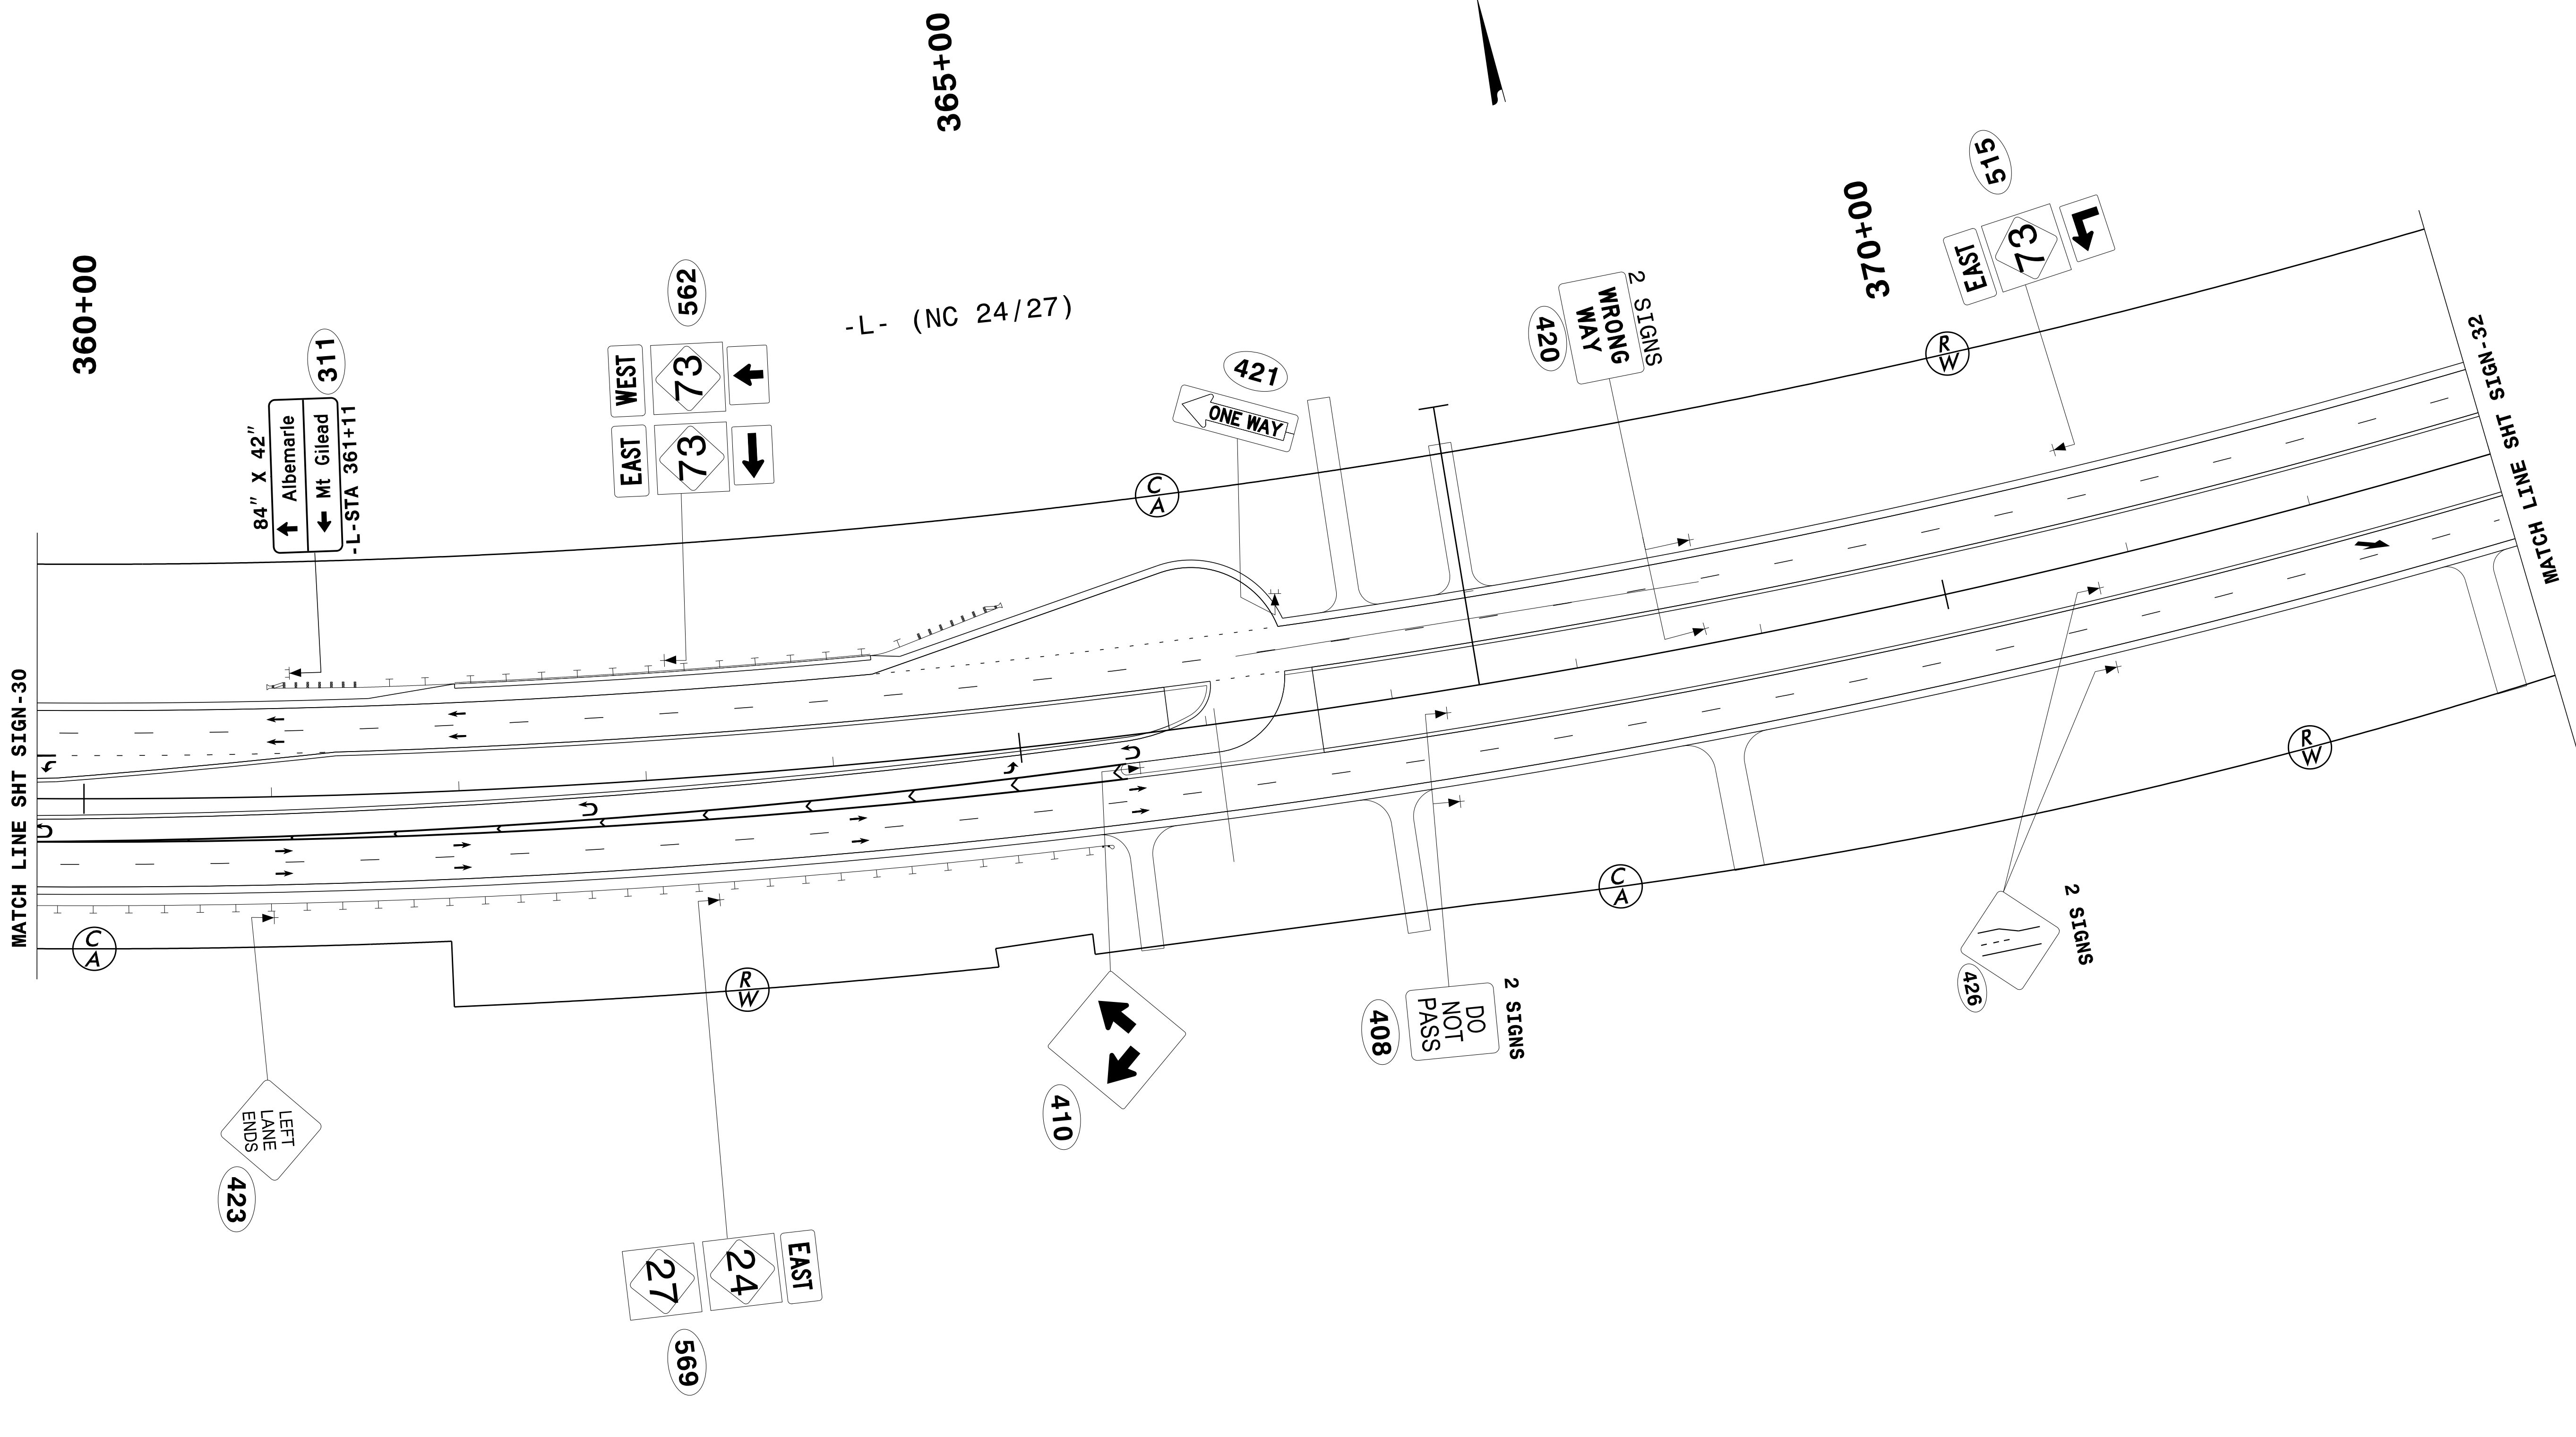 360+00
365+00
370+00
-L- (NC 24/27)
MATCH LINE SHT SIGN-30
MATCH LINE SHT SIGN-32
311
84" X 42"
Albemarle
Mt Gilead
-L-STA 361+11
562
WEST
73
EAST
73
421
ONE WAY
420
WRONG
WAY
2 SIGNS
515
EAST
73
C
A
R
W
C
A
R
W
C
A
R
W
LEFT
LANE
ENDS
423
EAST
24
27
569
410
DO
NOT
PASS
408
2 SIGNS
426
2 SIGNS